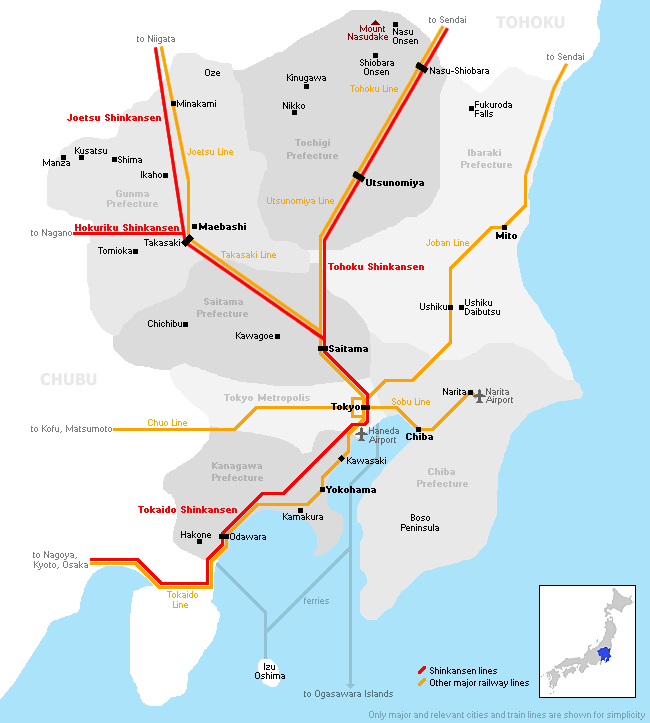 to Sendai
TOHOKU
to Niigata
Mount
Nasudake
Nasu
Onsen
Shiobara
Onsen
to Sendai
Oze
Kinugawa
Nasu-Shiobara
Tohoku Line
Minakami
Nikko
Fukuroda
Falls
Joetsu Shinkansen
Joetsu Line
Tochigi
Prefecture
Ibaraki
Prefecture
Kusatsu
Manza
Shima
Ikaho
Utsunomiya
Gunma
Prefecture
Utsunomiya Line
Hokuriku Shinkansen
Maebashi
to Nagano
Takasaki
Mito
Joban Line
Tomioka
Takasaki Line
Tohoku Shinkansen
Saitama
Prefecture
Ushiku
Ushiku
Daibutsu
Chichibu
Kawagoe
Saitama
CHUBU
Tokyo Metropolis
Narita
Narita
Airport
Tokyo
Sobu Line
Chuo Line
to Kofu, Matsumoto
Haneda
Airport
Chiba
Kanagawa
Prefecture
Kawasaki
Chiba
Prefecture
Yokohama
Tokaido Shinkansen
Kamakura
Boso
Peninsula
Hakone
Odawara
to Nagoya,
Kyoto, Osaka
Tokaido
Line
ferries
Izu
Oshima
Shinkansen lines
Other major railway lines
to Ogasawara Islands
Only major and relevant cities and train lines are shown for simplicity.